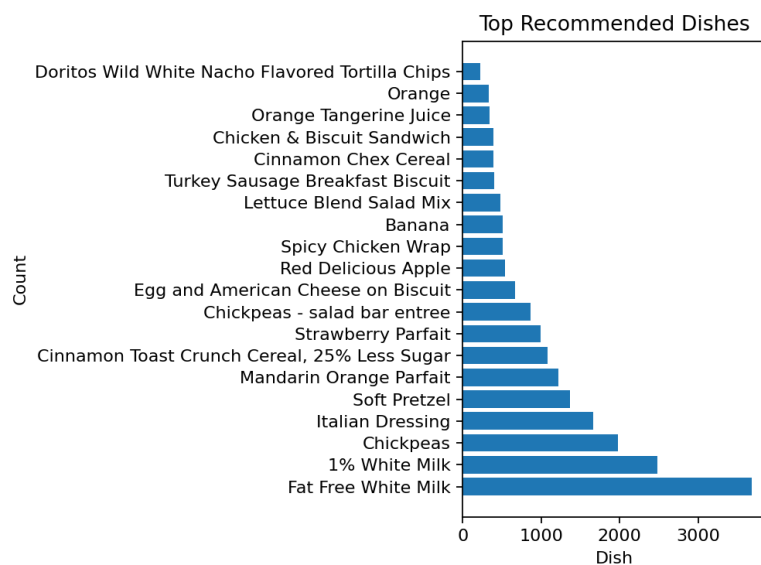 Top Recommended Dishes
Doritos Wild White Nacho Flavored Tortilla Chips
Orange
Orange Tangerine Juice
Chicken & Biscuit Sandwich
Cinnamon Chex Cereal
Turkey Sausage Breakfast Biscuit
Lettuce Blend Salad Mix
Banana
Spicy Chicken Wrap
Red Delicious Apple
Egg and American Cheese on Biscuit
Chickpeas - salad bar entree
Strawberry Parfait
Cinnamon Toast Crunch Cereal, 25% Less Sugar
Mandarin Orange Parfait
Soft Pretzel
Italian Dressing
Chickpeas
1% White Milk
Fat Free White Milk
Count
0 1000 2000 3000
Dish